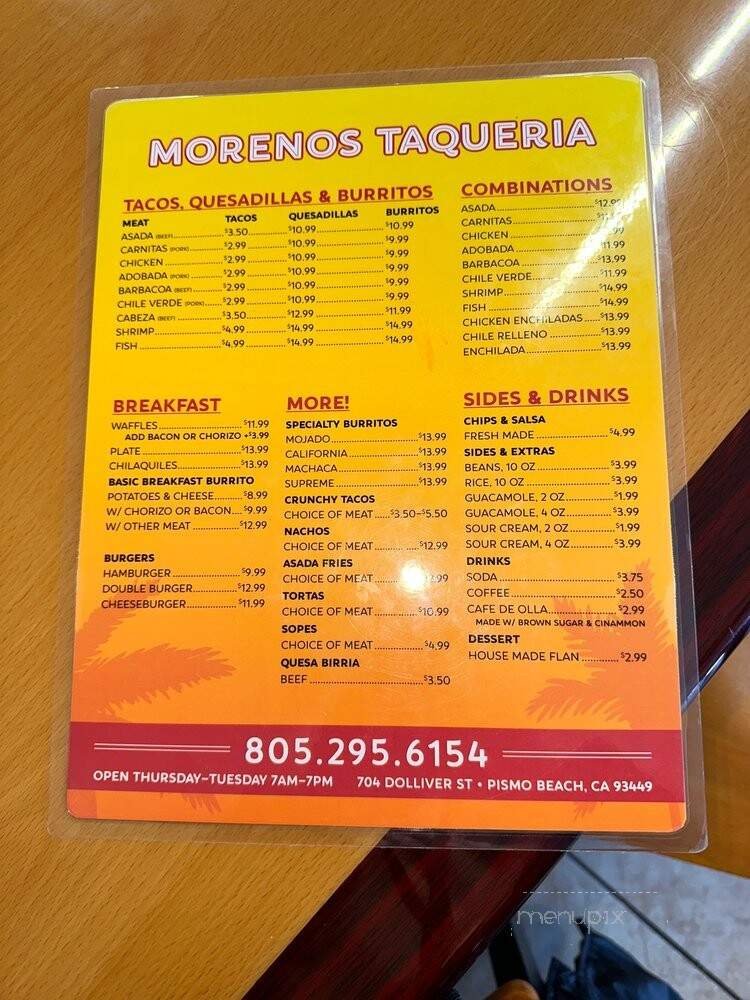 MORENOS TAQUERIA
TACOS, QUESADILLAS & BURRITOS
MEAT TACOS QUESADILLAS BURRITOS
ASADA (BEEF) $3.50 $10.99 $10.99
CARNITAS (PORK) $2.99 $10.99 $9.99
CHICKEN $2.99 $10.99 $9.99
ADOBADA (PORK) $2.99 $10.99 $9.99
BARBACOA (BEEF) $2.99 $10.99 $9.99
CHILE VERDE (PORK) $2.99 $10.99 $9.99
CABEZA (BEEF) $3.50 $12.99 $11.99
SHRIMP $4.99 $14.99 $14.99
FISH $4.99 $14.99 $14.99
COMBINATIONS
ASADA $12.99
CARNITAS
CHICKEN
ADOBADA
BARBACOA $13.99
CHILE VERDE $11.99
SHRIMP $14.99
FISH $14.99
CHICKEN ENCHILADAS $13.99
CHILE RELLENO $13.99
ENCHILADA $13.99
BREAKFAST
WAFFLES $11.99
ADD BACON OR CHORIZO +$3.99
PLATE $13.99
CHILAQUILES $13.99
BASIC BREAKFAST BURRITO
POTATOES & CHEESE $8.99
W/ CHORIZO OR BACON $9.99
W/ OTHER MEAT $12.99
BURGERS
HAMBURGER $9.99
DOUBLE BURGER $12.99
CHEESEBURGER $11.99
MORE!
SPECIALTY BURRITOS
MOJADO $13.99
CALIFORNIA $13.99
MACHACA $13.99
SUPREME $13.99
CRUNCHY TACOS
CHOICE OF MEAT $3.50-$5.50
NACHOS
CHOICE OF MEAT $12.99
ASADA FRIES
CHOICE OF MEAT
TORTAS
CHOICE OF MEAT $10.99
SOPES
CHOICE OF MEAT $4.99
QUESA BIRRIA
BEEF $3.50
SIDES & DRINKS
CHIPS & SALSA
FRESH MADE $4.99
SIDES & EXTRAS
BEANS, 10 OZ $3.99
RICE, 10 OZ $3.99
GUACAMOLE, 2 OZ $1.99
GUACAMOLE, 4 OZ $3.99
SOUR CREAM, 2 OZ $1.99
SOUR CREAM, 4 OZ $3.99
DRINKS
SODA $3.75
COFFEE $2.50
CAFE DE OLLA $2.99
MADE W/ BROWN SUGAR & CINAMMON
DESSERT
HOUSE MADE FLAN $2.99
805.295.6154
OPEN THURSDAY-TUESDAY 7AM-7PM 704 DOLLIVER ST • PISMO BEACH, CA 93449
menupix